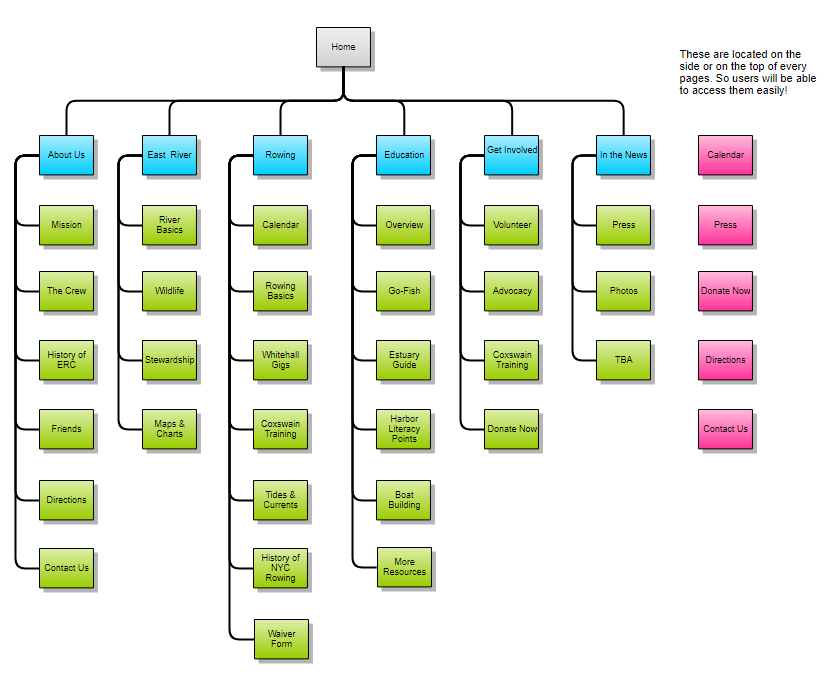 Home
These are located on the
side or on the top of every
pages. So users will be able
to access them easily!
About Us
East River
Rowing
Education
Get Involved
In the News
Calendar
Mission
River
Basics
Calendar
Overview
Volunteer
Press
Press
The Crew
Wildlife
Rowing
Basics
Go-Fish
Advocacy
Photos
Donate Now
History of
ERC
Stewardship
Whitehall
Gigs
Estuary
Guide
Coxswain
Training
TBA
Directions
Friends
Maps &
Charts
Coxswain
Training
Harbor
Literacy
Points
Donate Now
Contact Us
Directions
Tides &
Currents
Boat
Building
Contact Us
History of
NYC
Rowing
More
Resources
Waiver
Form